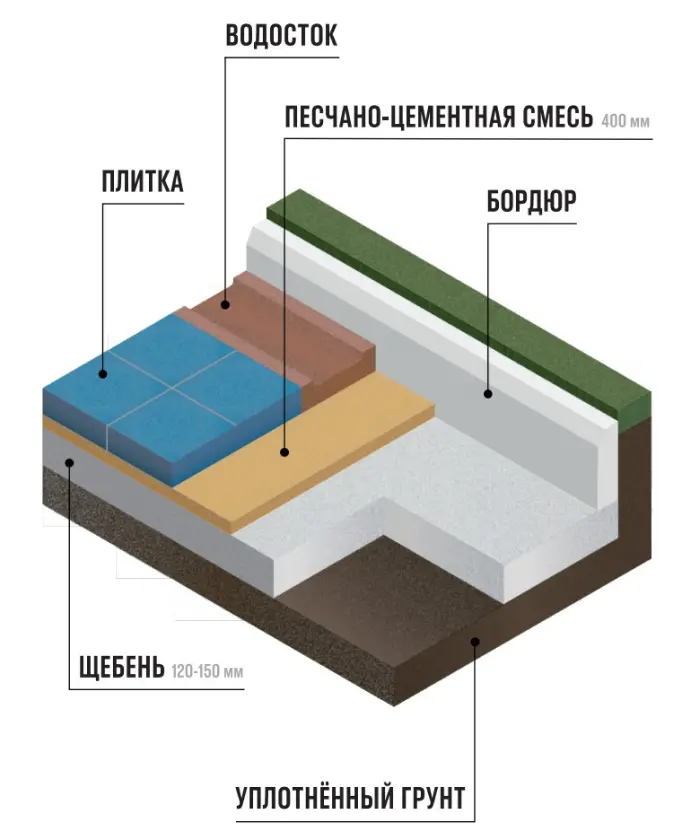 ВОДОСТОК
ПЕСЧАНО-ЦЕМЕНТНАЯ СМЕСЬ 400 мм
ПЛИТКА
БОРДЮР
ЩЕБЕНЬ 120-150 мм
УПЛОТНЁННЫЙ ГРУНТ